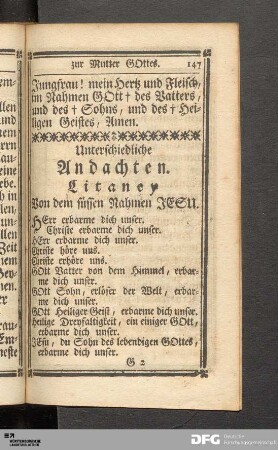 zur Mutter GOttes. 147
Jungfrau! mein Hertz und Fleisch,
im Nahmen GOtt † des Vatters,
und des † Sohns, und des † Hei-
ligen Geistes, Amen.
Unterschiedliche
Andachten.
Litaney
Von dem süssen Nahmen JESU.
HErr erbarme dich unser.
Christe erbarme dich unser.
HErr erbarme dich unser.
Christe höre uns.
Christe erhöre uns.
GOtt Vatter von dem Himmel, erbar-
me dich unser.
GOtt Sohn, erlöser der Welt, erbar-
me dich unser.
GOtt Heiliger Geist, erbarme dich unser.
Heilige Dreyfaltigkeit, ein einiger GOtt,
erbarme dich unser.
JESu, du Sohn des lebendigen GOttes,
erbarme dich unser.
G 2
DFG